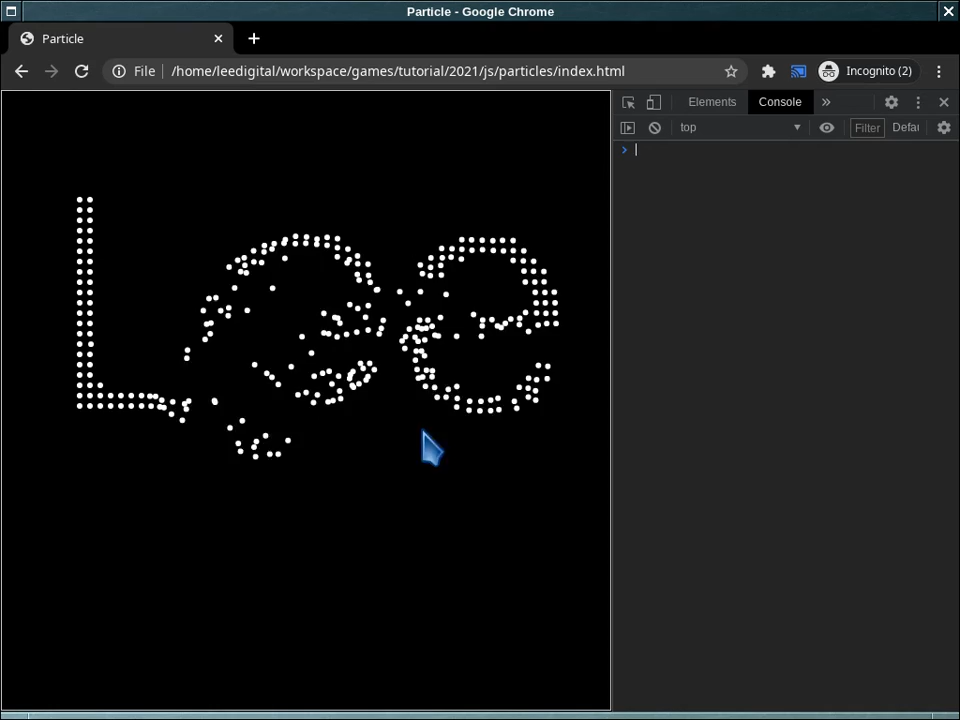 Particle - Google Chrome
Particle
File
/home/leedigital/workspace/games/tutorial/2021/js/particles/index.html
Incognito (2)
Elements
Console
top
Filter
Defau
Lee